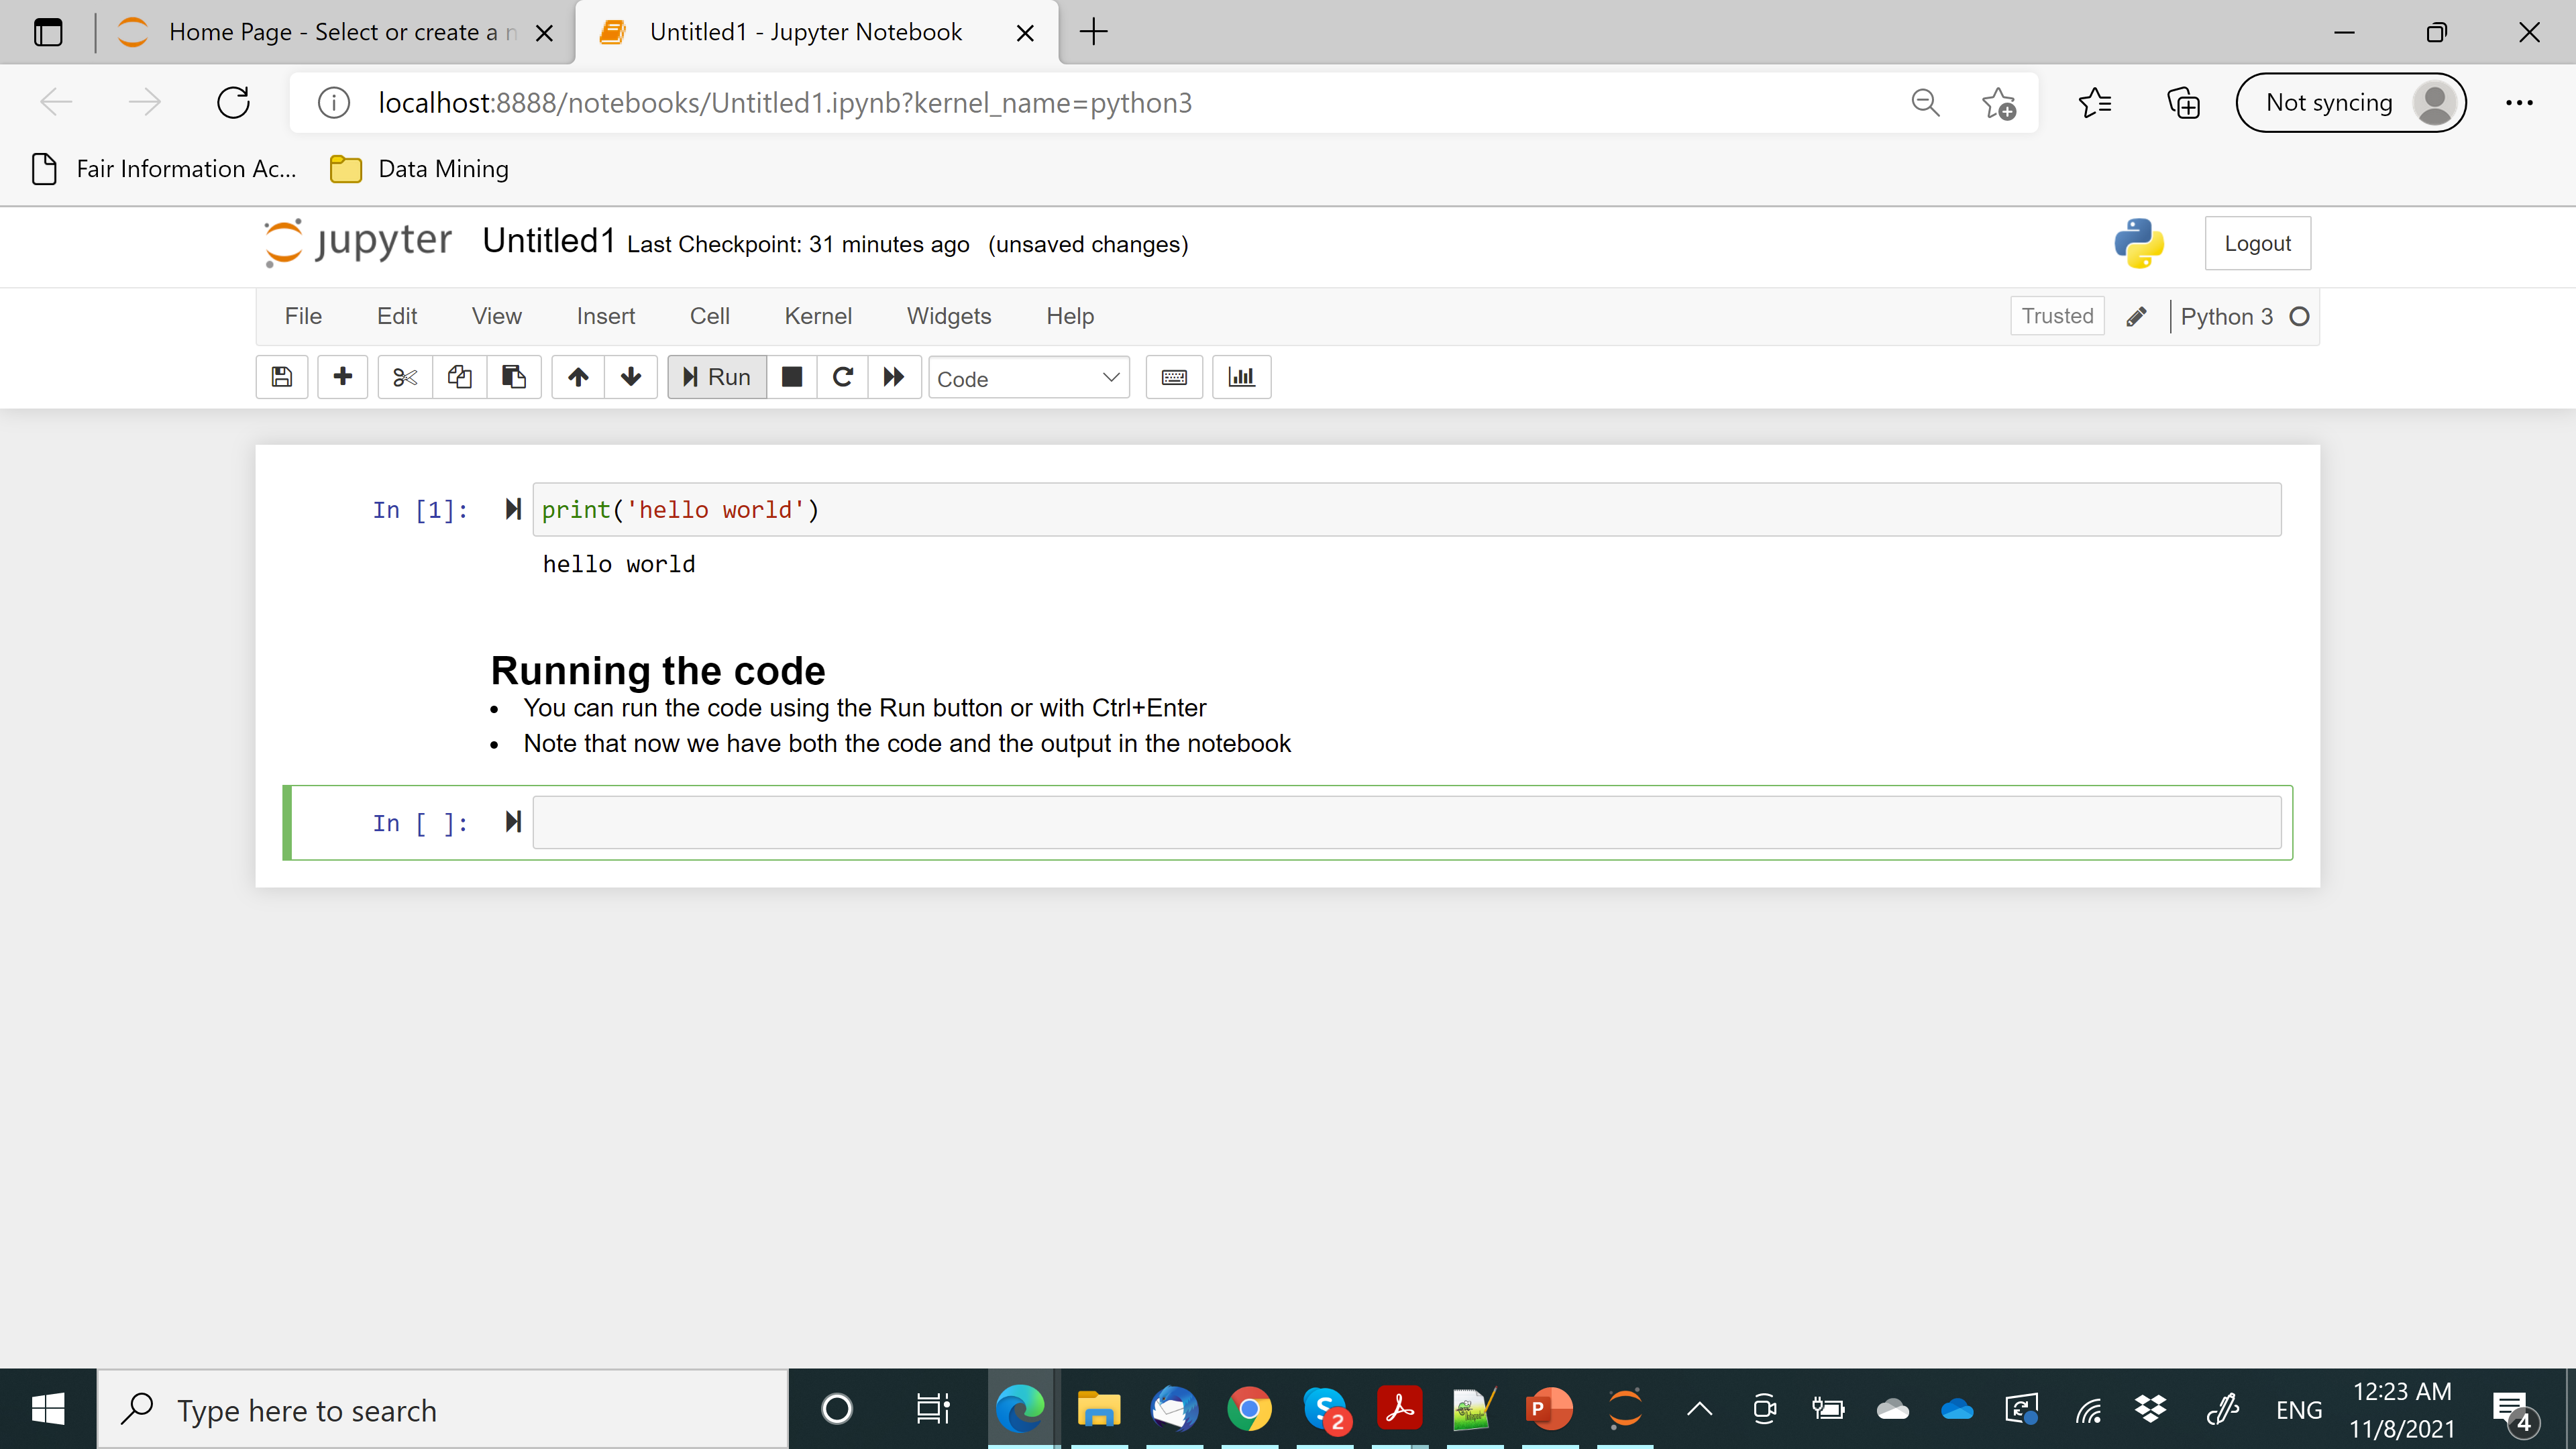 Home Page - Select or create a n
Untitled1 - Jupyter Notebook
localhost:8888/notebooks/Untitled1.ipynb?kernel_name=python3
Not syncing
Fair Information Ac...
Data Mining
jupyter Untitled1 Last Checkpoint: 31 minutes ago (unsaved changes)
Logout
File Edit View Insert Cell Kernel Widgets Help
Trusted
Python 3
Run
Code
In [1]: print('hello world')
hello world
Running the code
• You can run the code using the Run button or with Ctrl+Enter
• Note that now we have both the code and the output in the notebook
In [ ]:
Type here to search
S 2
P
ENG
12:23 AM
11/8/2021
4